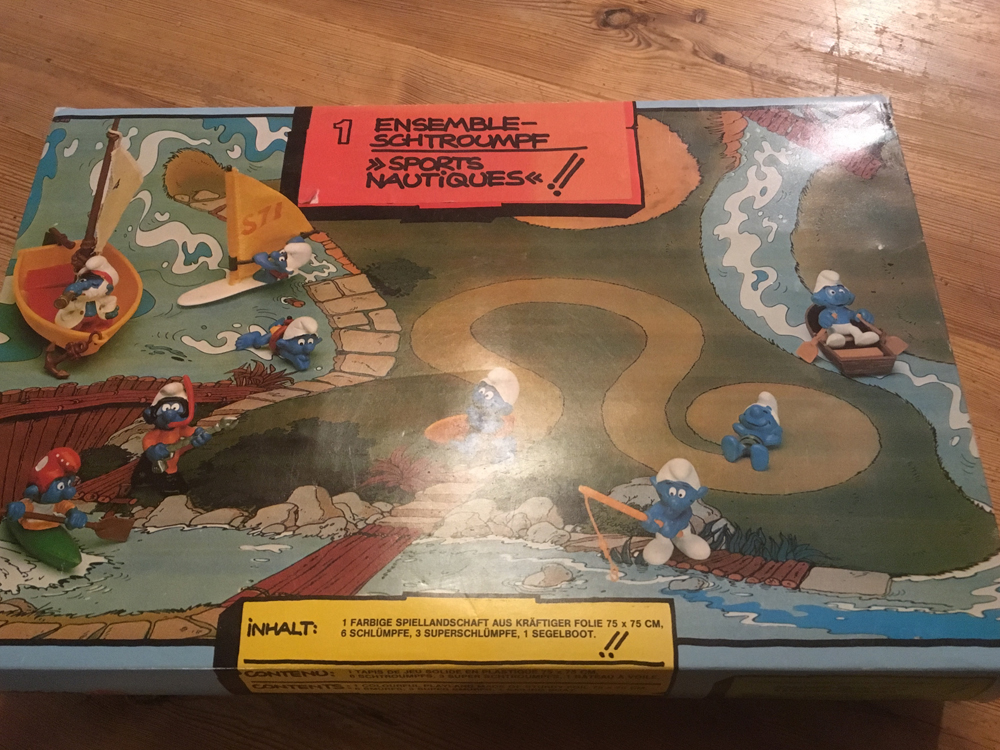 1 ENSEMBLE-
SCHTROUMPF
»SPORTS
NAUTiQUES« !!
S71
iNHALT: 1 FARBIGE SPIELLANDSCHAFT AUS KRÄFTIGER FOLIE 75 x 75 CM,
6 SCHLÜMPFE, 3 SUPERSCHLÜMPFE, 1 SEGELBOOT. !!
CONTENU:
CONTENTS: